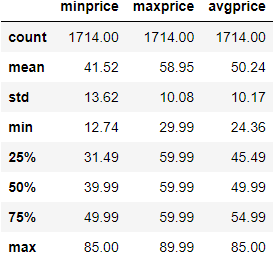 minprice maxprice avgprice
count 1714.00 1714.00 1714.00
mean 41.52 58.95 50.24
std 13.62 10.08 10.17
min 12.74 29.99 24.36
25% 31.49 59.99 45.49
50% 39.99 59.99 49.99
75% 49.99 59.99 54.99
max 85.00 89.99 85.00